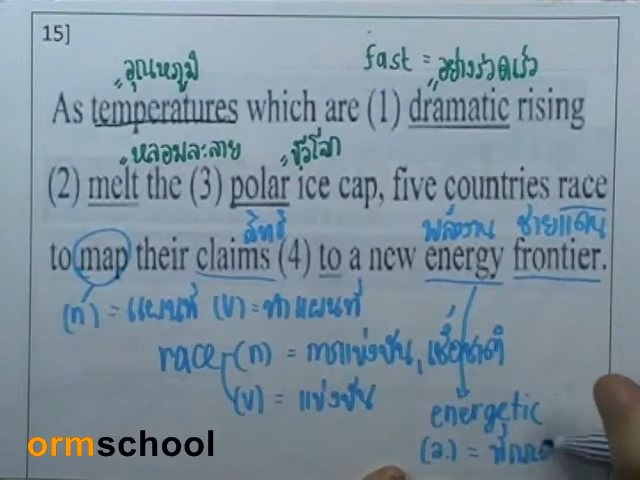 15]
fast = อย่างรวดเร็ว
อุณหภูมิ
As temperatures which are (1) dramatic rising
หลอมละลาย ขั้วโลก
(2) melt the (3) polar ice cap, five countries race
สิทธิ พลังงาน ชายแดน
to map their claims (4) to a new energy frontier.
(n) = แผนที่ (v) = ทำแผนที่
race (n) = การแข่งขัน, เชื้อชาติ
(v) = แข่งขัน
energetic
(a.) =
ormschool